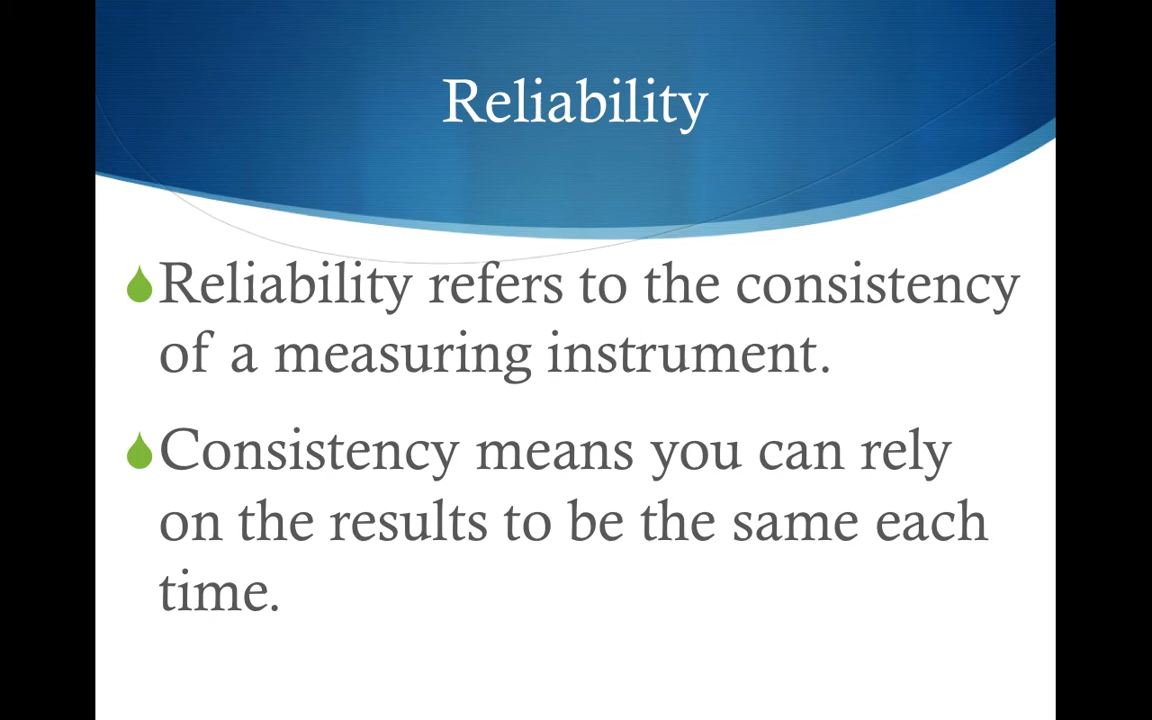 Reliability
Reliability refers to the consistency
of a measuring instrument.
Consistency means you can rely
on the results to be the same each
time.